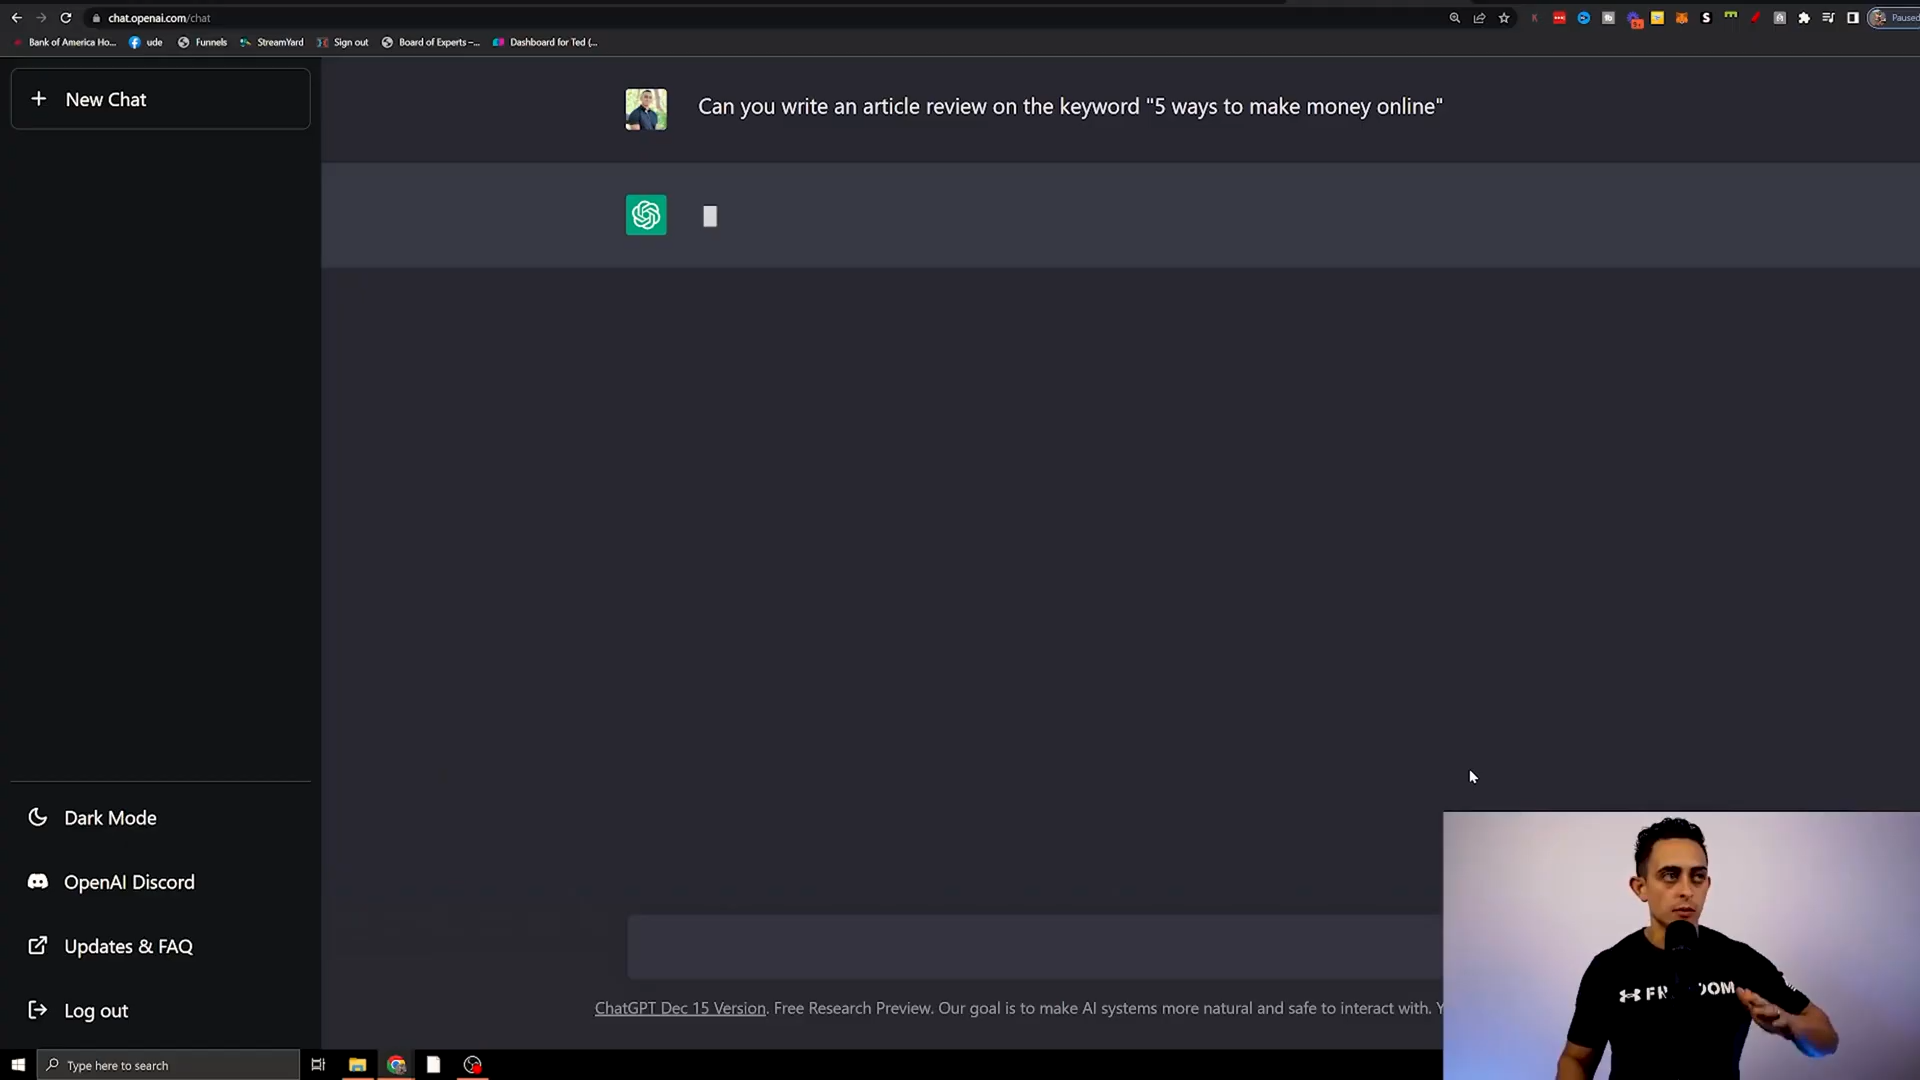 chat.openai.com/chat
Paused
Bank of America Ho...
ude
Funnels
StreamYard
Sign out
Board of Experts –...
Dashboard for Ted (...
New Chat
Can you write an article review on the keyword "5 ways to make money online"
Dark Mode
OpenAI Discord
Updates & FAQ
Log out
ChatGPT Dec 15 Version. Free Research Preview. Our goal is to make AI systems more natural and safe to interact with. Y
Type here to search